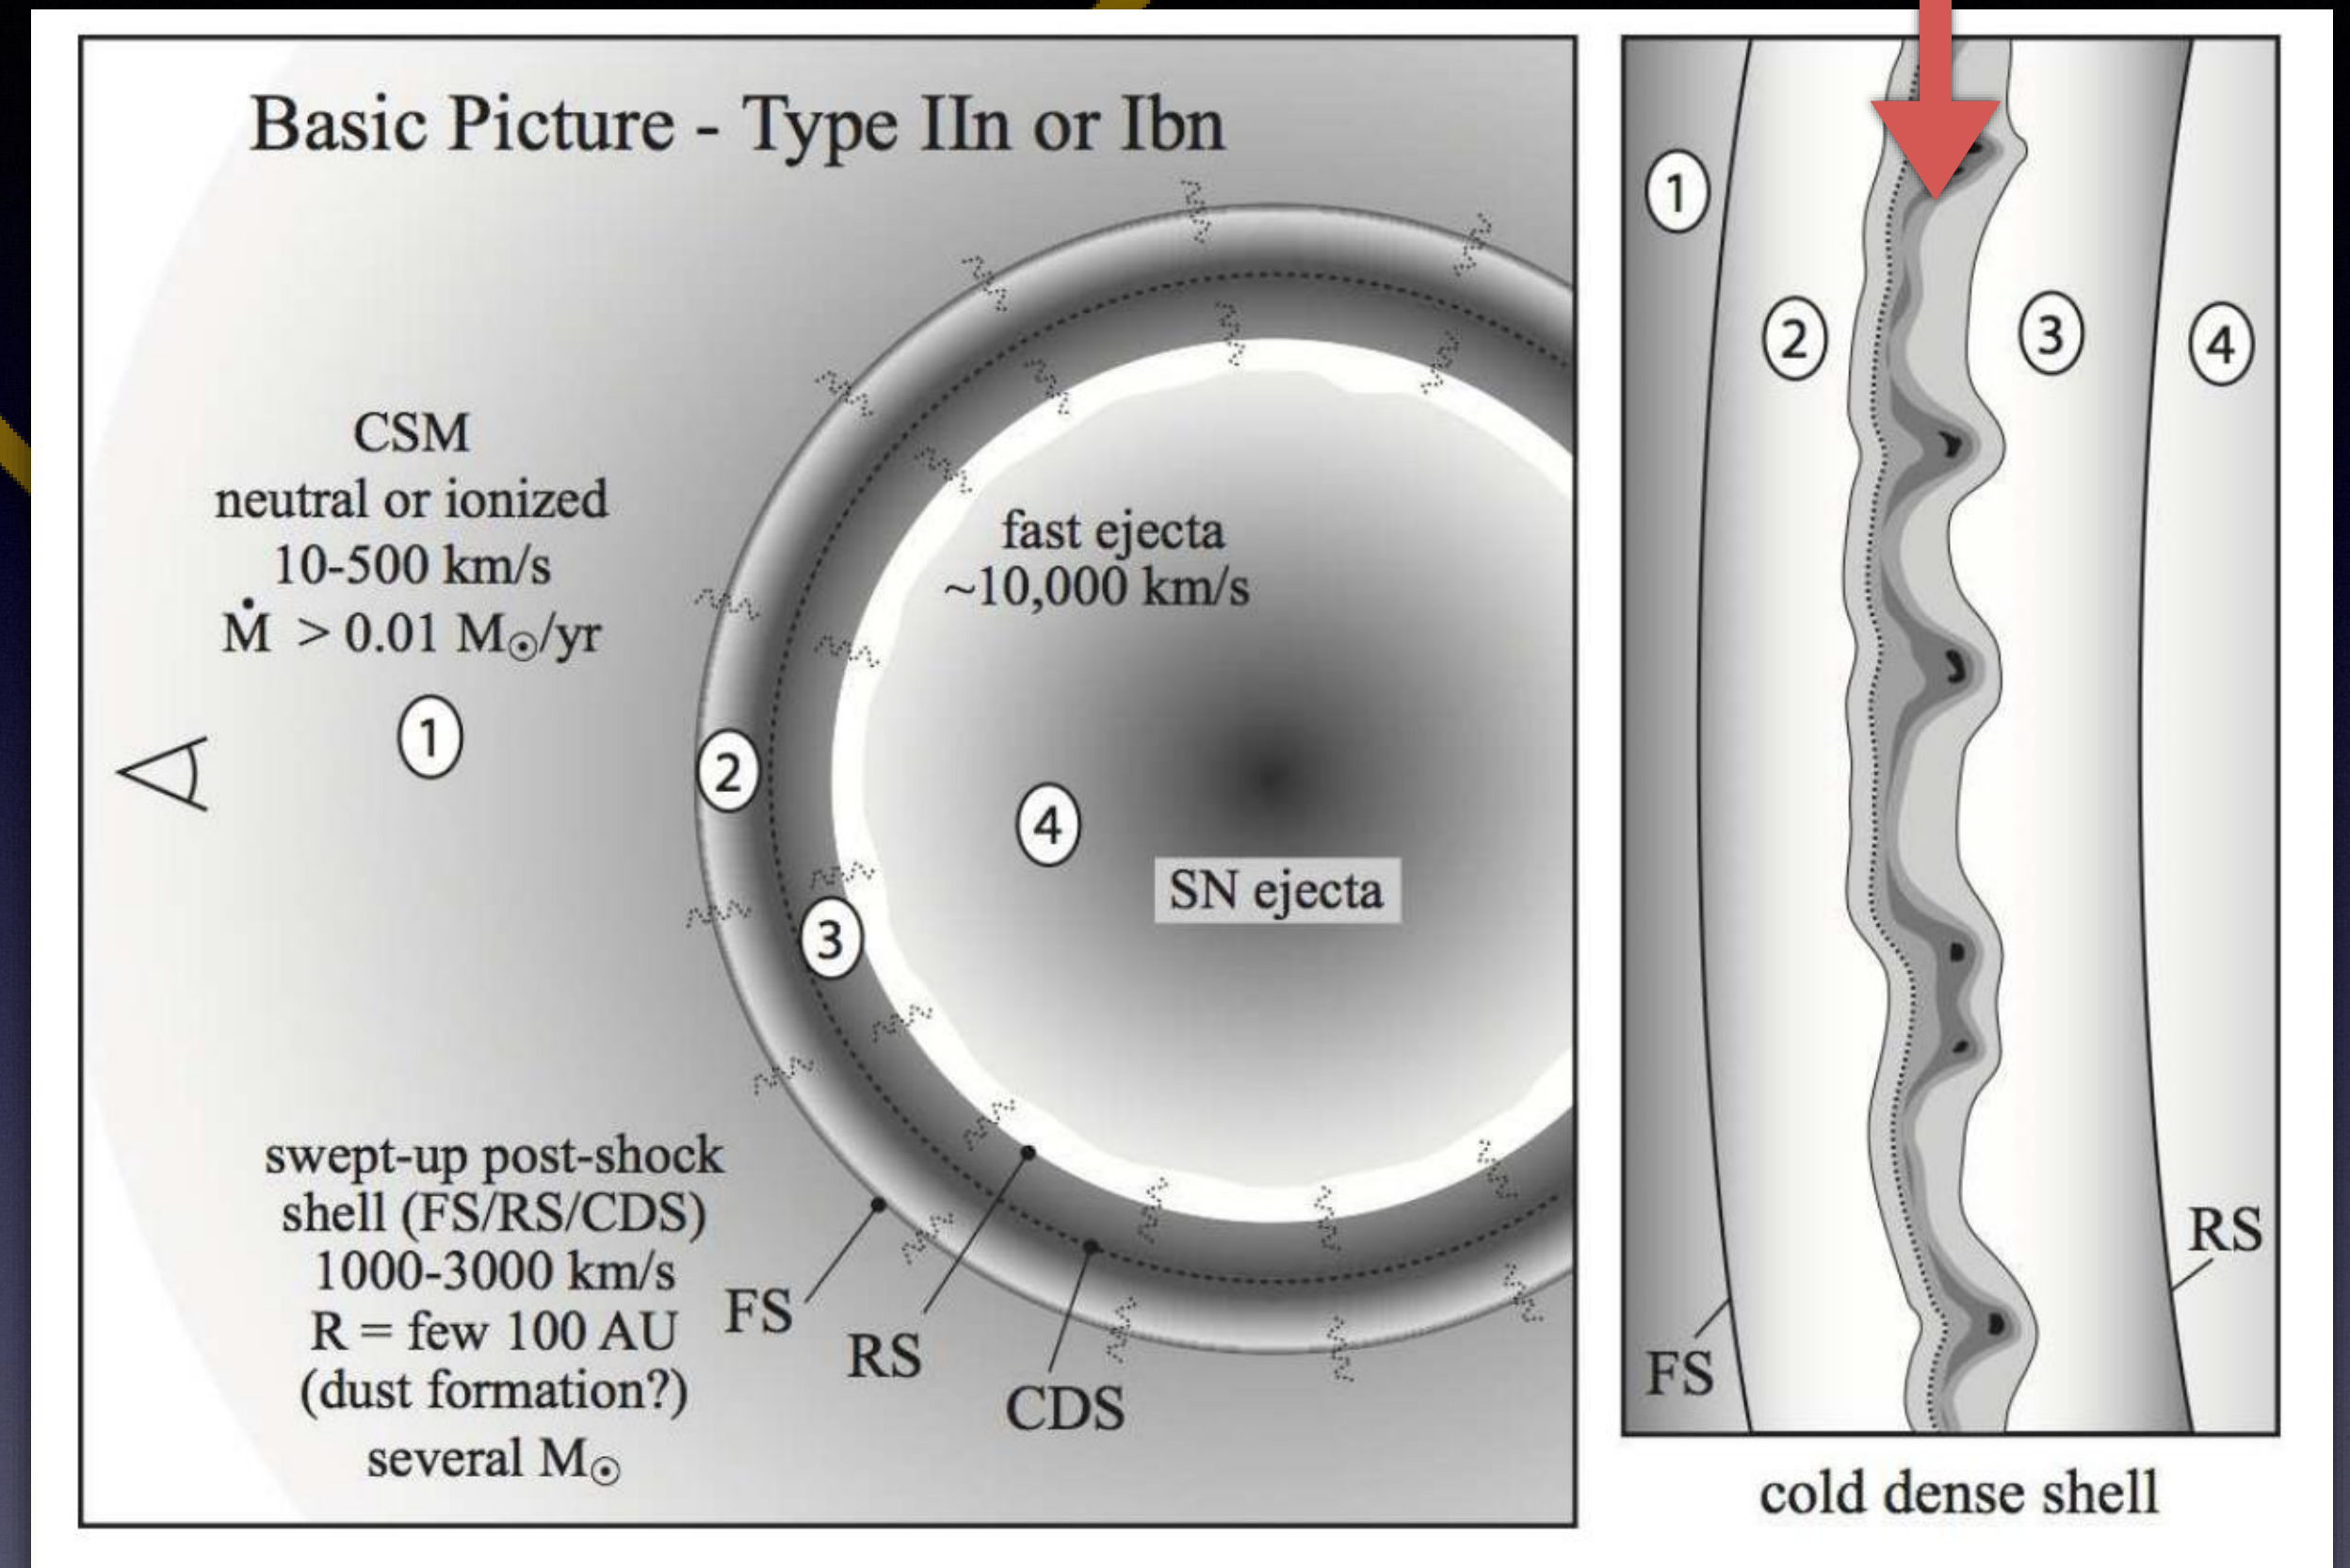 Basic Picture - Type IIn or Ibn
CSM
neutral or ionized
10-500 km/s
Ṁ > 0.01 M☉/yr
1
2
3
4
fast ejecta
~10,000 km/s
SN ejecta
swept-up post-shock
shell (FS/RS/CDS)
1000-3000 km/s
R = few 100 AU
(dust formation?)
several M☉
FS
RS
CDS
1
2
3
4
RS
FS
cold dense shell